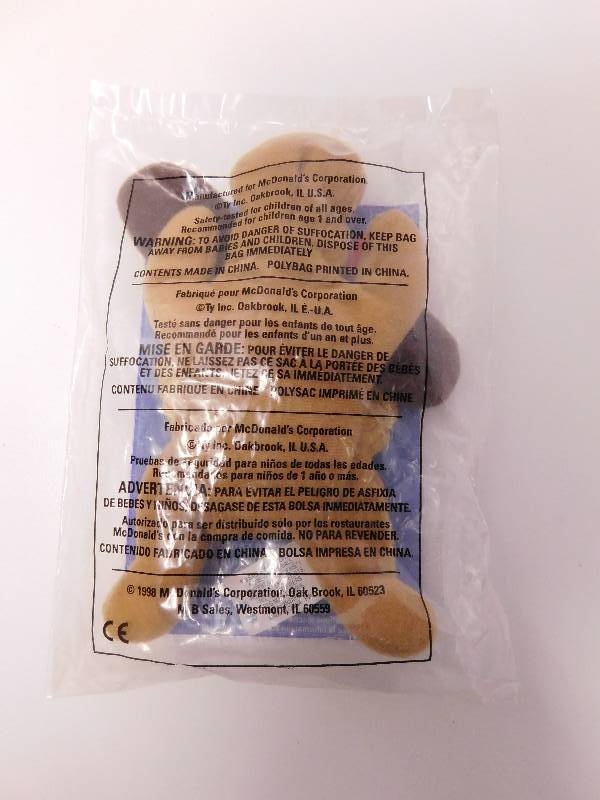 Manufactured for McDonald's Corporation
©Ty Inc. Oakbrook, IL U.S.A.
Safety-tested for children of all ages.
Recommended for children age 1 and over.
WARNING: TO AVOID DANGER OF SUFFOCATION, KEEP BAG
AWAY FROM BABIES AND CHILDREN, DISPOSE OF THIS
BAG IMMEDIATELY
CONTENTS MADE IN CHINA. POLYBAG PRINTED IN CHINA.
Fabriqué pour McDonald's Corporation
©Ty Inc. Oakbrook, IL É.-U.A.
Testé sans danger pour les enfants de tout âge.
Recommandé pour les enfants d'un an et plus.
MISE EN GARDE: POUR ÉVITER LE DANGER DE
SUFFOCATION, NE LAISSEZ PAS CE SAC A LA PORTÉE DES BÉBÉS
ET DES ENFANTS. JETEZ CE SA IMMÉDIATEMENT.
CONTENU FABRIQUE EN CHINE POLYSAC IMPRIMÉ EN CHINE
Fabricado por McDonald's Corporation
©Ty Inc. Oakbrook, IL U.S.A.
Pruebas de seguridad para niños de todas las edades.
Recomendados para niños de 1 año o más.
ADVERTENCIA: PARA EVITAR EL PELIGRO DE ASFIXIA
DE BEBES Y NIÑOS, DESAGASE DE ESTA BOLSA INMEDIATAMENTE.
Autorizado para ser distribuido solo por los restaurantes
McDonald's con la compra de comida. NO PARA REVENDER.
CONTENIDO FABRICADO EN CHINA BOLSA IMPRESA EN CHINA.
© 1998 McDonald's Corporation, Oak Brook, IL 60523
M-B Sales, Westmont, IL 60559
CE